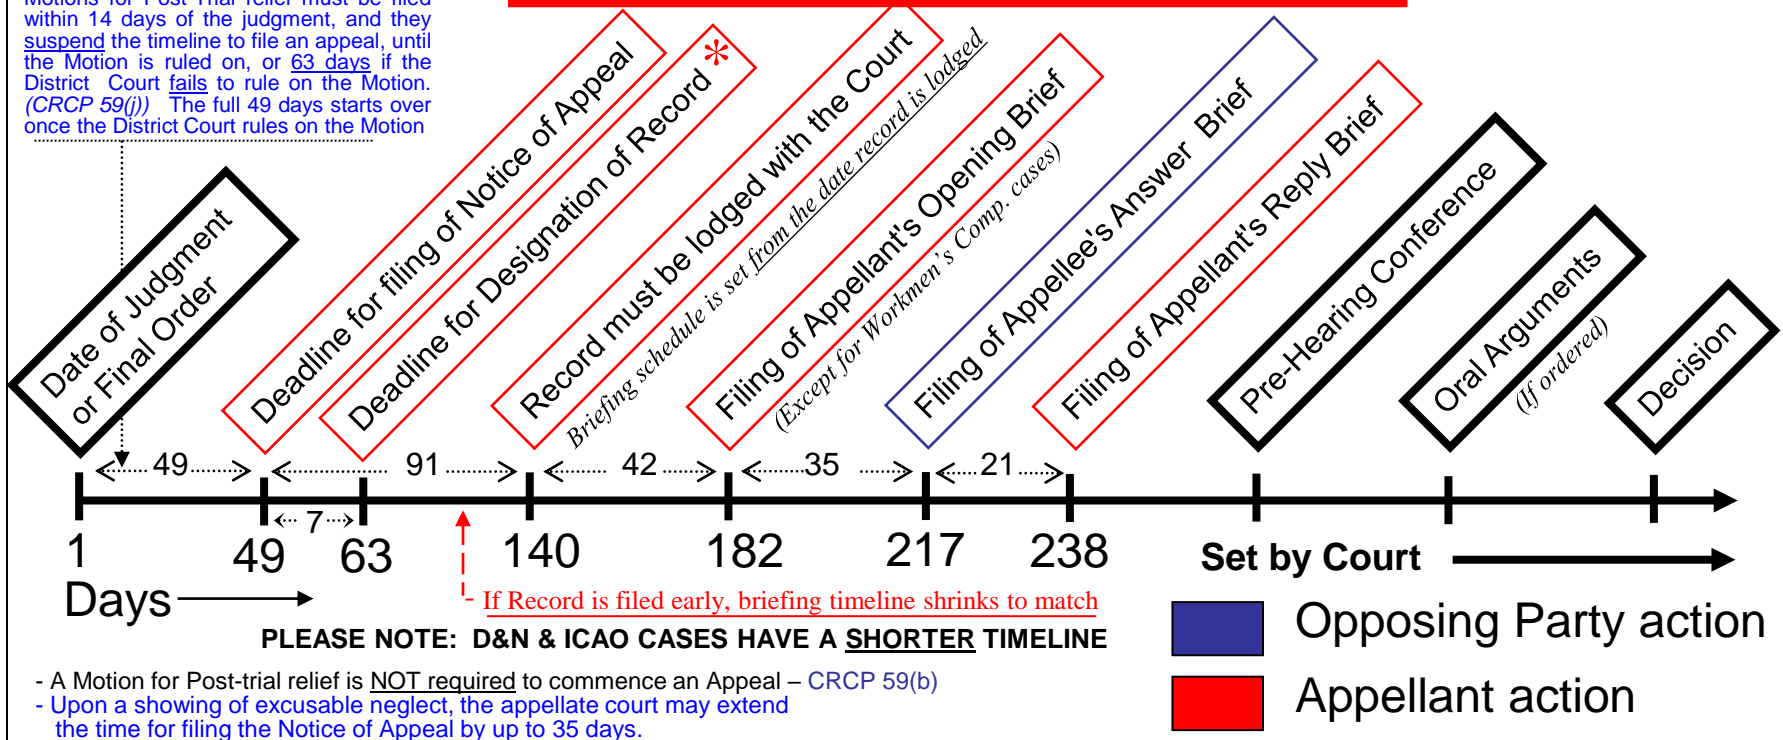 Motions for Post-Trial relief must be filed
within 14 days of the judgment, and they
suspend the timeline to file an appeal, until
the Motion is ruled on, or 63 days if the
District Court fails to rule on the Motion.
(CRCP 59(j)) The full 49 days starts over
once the District Court rules on the Motion
Date of Judgment
or Final Order
Deadline for filing of Notice of Appeal
Deadline for Designation of Record *
Record must be lodged with the Court
Briefing schedule is set from the date record is lodged
Filing of Appellant's Opening Brief
(Except for Workmen's Comp. cases)
Filing of Appellee's Answer Brief
Filing of Appellant's Reply Brief
Pre-Hearing Conference
Oral Arguments
(If ordered)
Decision
49
91
42
35
21
7
1
49
63
140
182
217
238
Set by Court
Days
If Record is filed early, briefing timeline shrinks to match
PLEASE NOTE: D&N & ICAO CASES HAVE A SHORTER TIMELINE
Opposing Party action
Appellant action
- A Motion for Post-trial relief is NOT required to commence an Appeal – CRCP 59(b)
- Upon a showing of excusable neglect, the appellate court may extend
the time for filing the Notice of Appeal by up to 35 days.